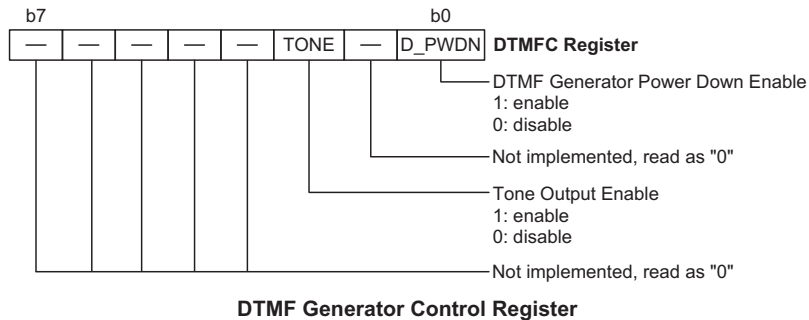 b7 b0
— — — — — TONE — D_PWDN DTMFC Register
DTMF Generator Power Down Enable
1: enable
0: disable
Not implemented, read as "0"
Tone Output Enable
1: enable
0: disable
Not implemented, read as "0"
DTMF Generator Control Register